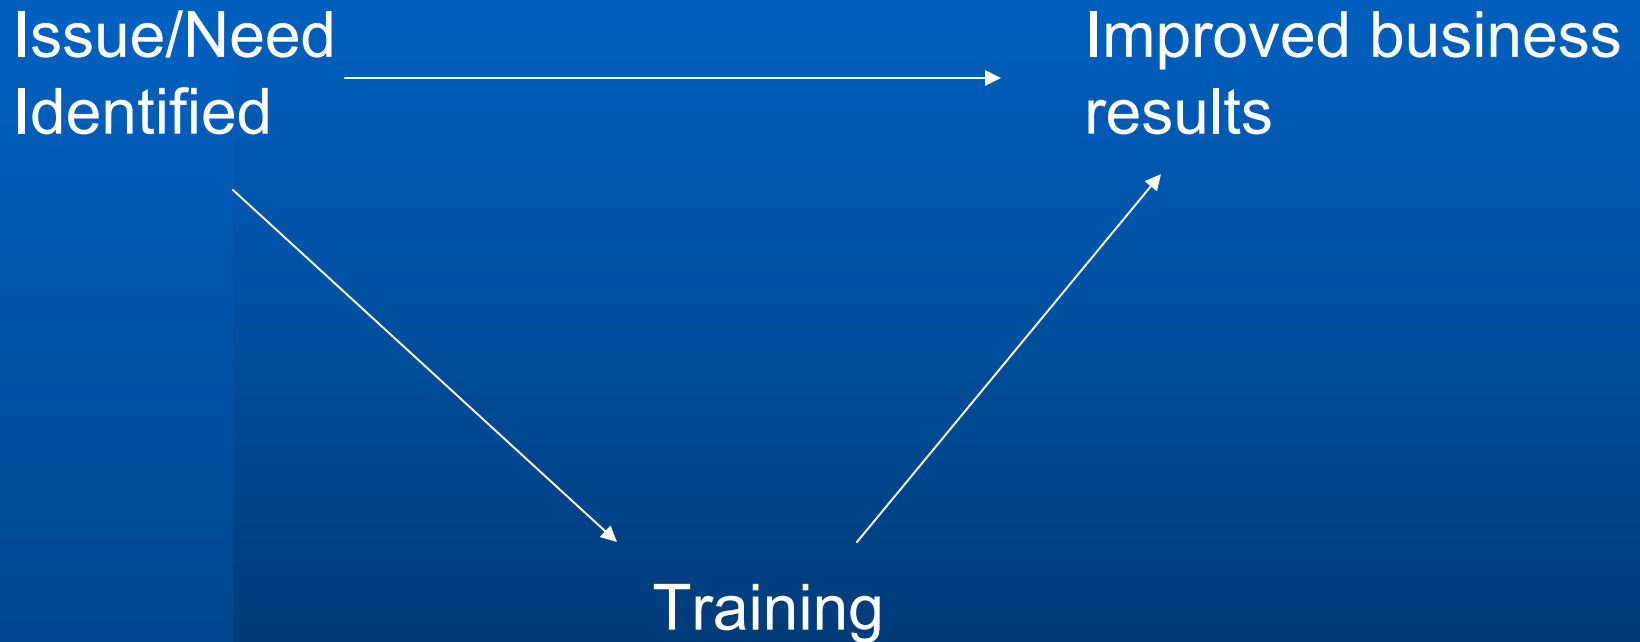 Issue/Need
Identified
Improved business
results
Training